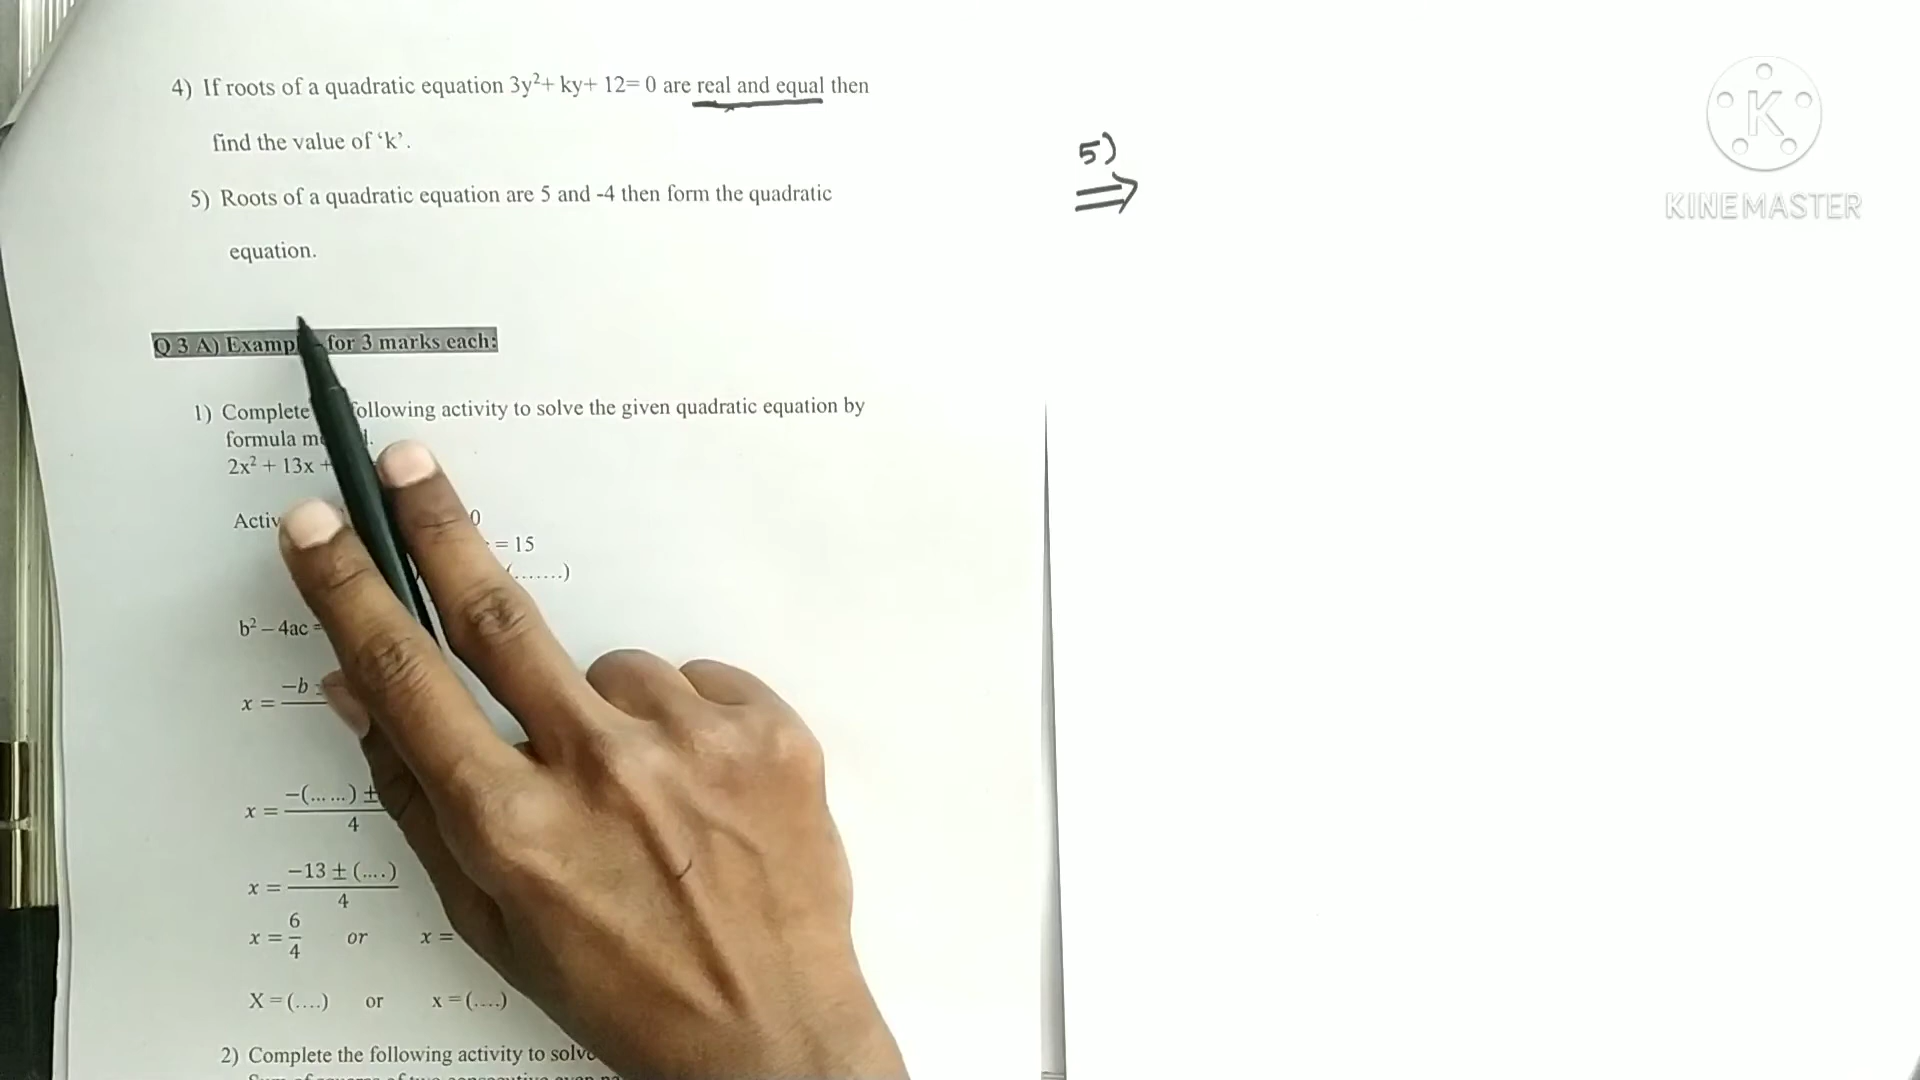 4) If roots of a quadratic equation 3y²+ ky+ 12= 0 are real and equal then
find the value of ‘k’.
5) Roots of a quadratic equation are 5 and -4 then form the quadratic
equation.
5)
⇒
K
KINEMASTER
Q 3 A) for 3 marks each:
1) Complete following activity to solve the given quadratic equation by
formula
2x² + 13x +
0
= 15
(.......)
b² – 4ac =
x = −b
x = −(... ...) ± / 4
x = −13 ± (....) / 4
x = 6/4 or x =
X = (....) or x = (....)
2) Complete the following activity to solve